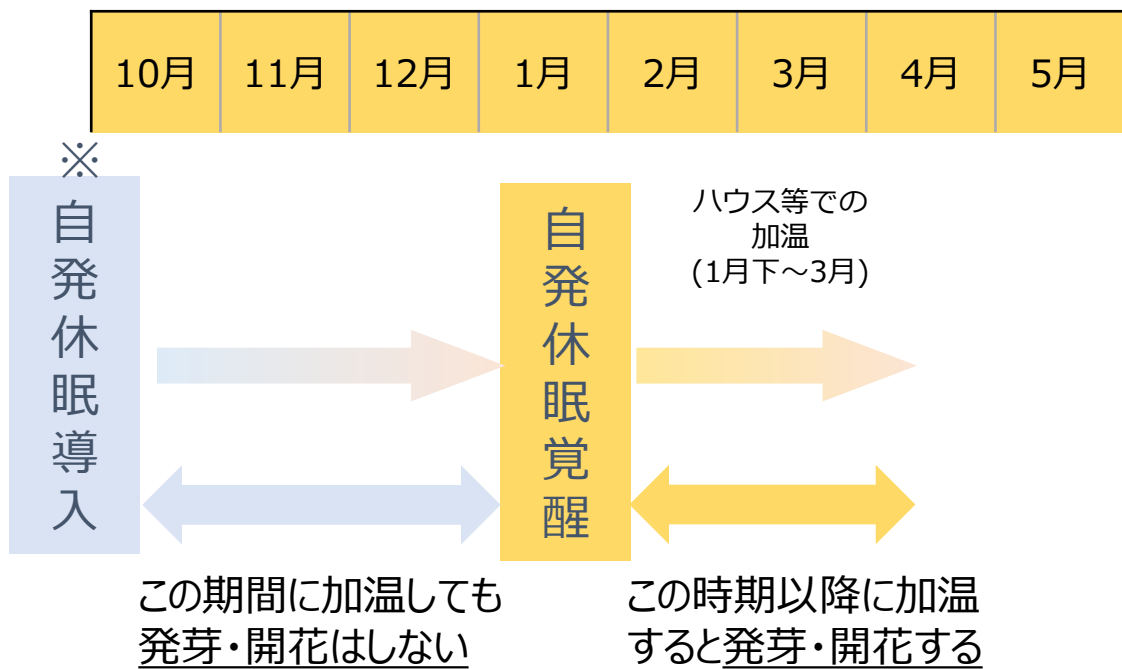 10月 11月 12月 1月 2月 3月 4月 5月
※
自発休眠導入
自発休眠覚醒
ハウス等での
加温
(1月下～3月)
この期間に加温しても
発芽・開花はしない
この時期以降に加温
すると発芽・開花する